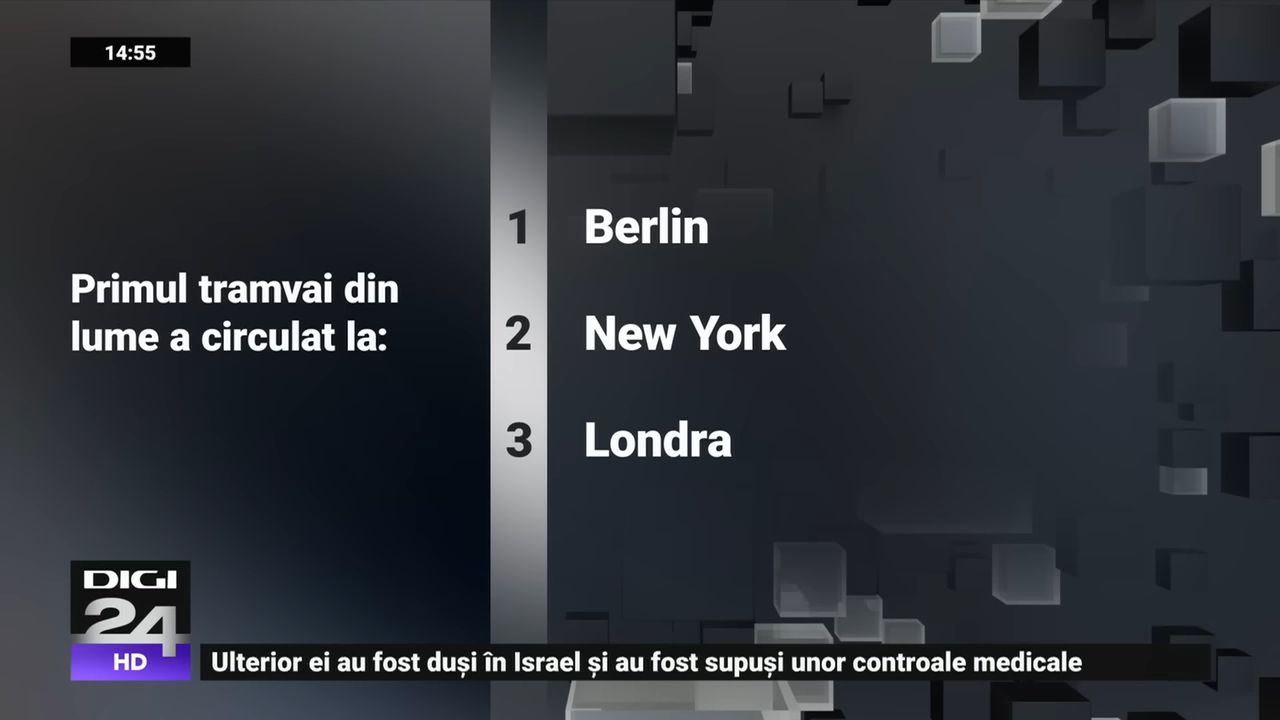 14:55
Primul tramvai din
lume a circulat la:
1 Berlin
2 New York
3 Londra
DIGI
24
HD
Ulterior ei au fost duși în Israel și au fost supuși unor controale medicale